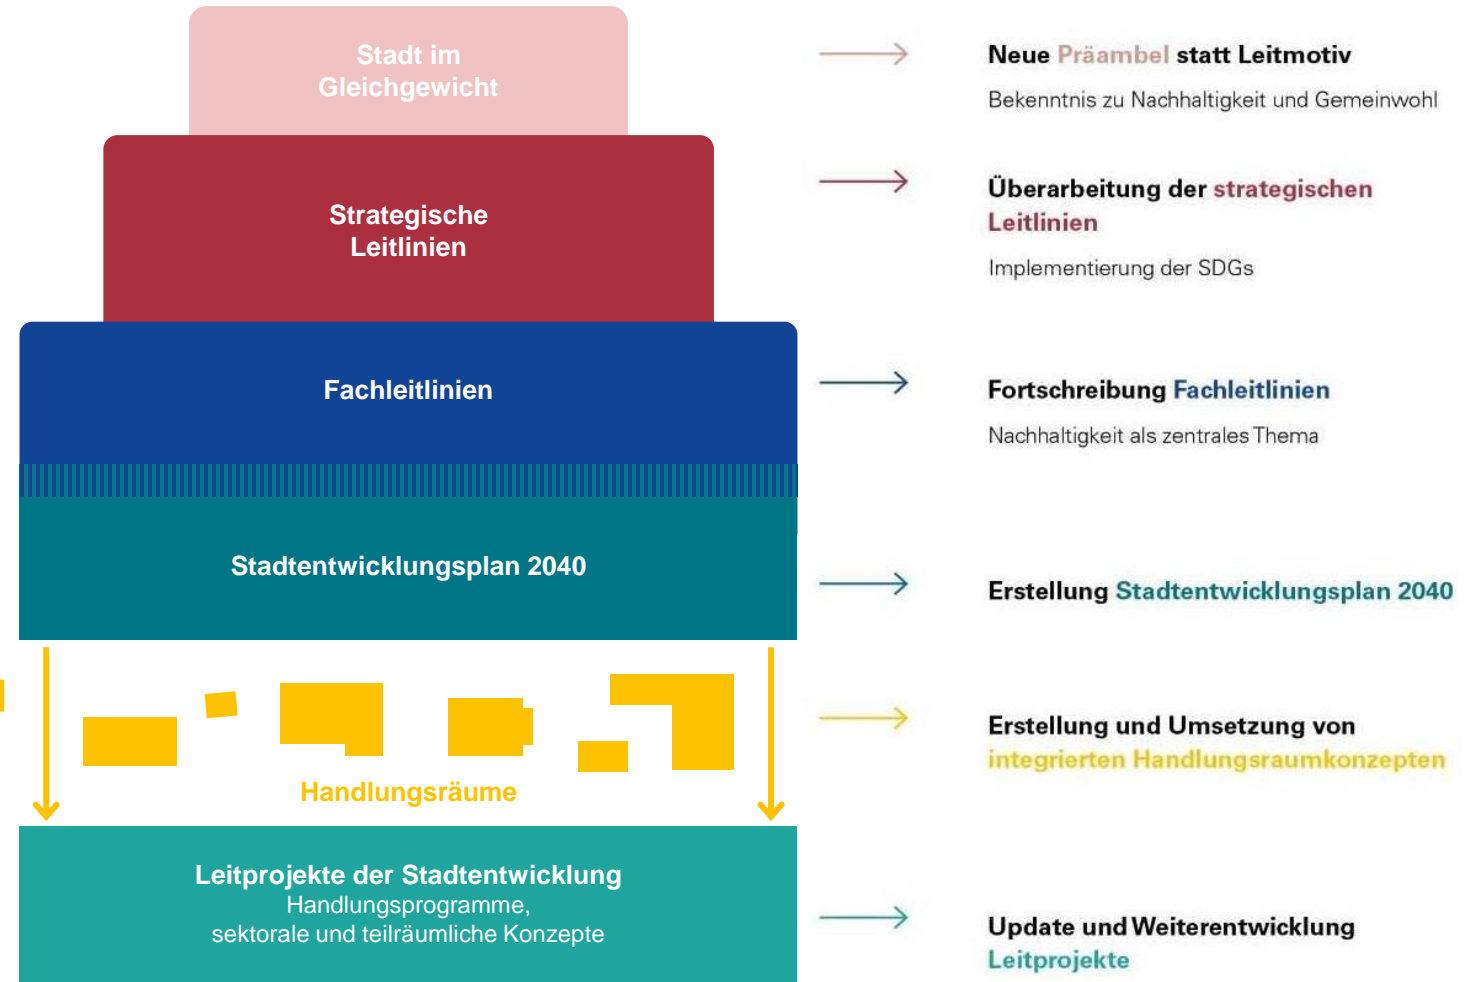 Stadt im
Gleichgewicht
Neue Präambel statt Leitmotiv
Bekenntnis zu Nachhaltigkeit und Gemeinwohl
Strategische
Leitlinien
Überarbeitung der strategischen
Leitlinien
Implementierung der SDGs
Fachleitlinien
Fortschreibung Fachleitlinien
Nachhaltigkeit als zentrales Thema
Stadtentwicklungsplan 2040
Erstellung Stadtentwicklungsplan 2040
Handlungsräume
Erstellung und Umsetzung von
integrierten Handlungsraumkonzepten
Leitprojekte der Stadtentwicklung
Handlungsprogramme,
sektorale und teilräumliche Konzepte
Update und Weiterentwicklung
Leitprojekte